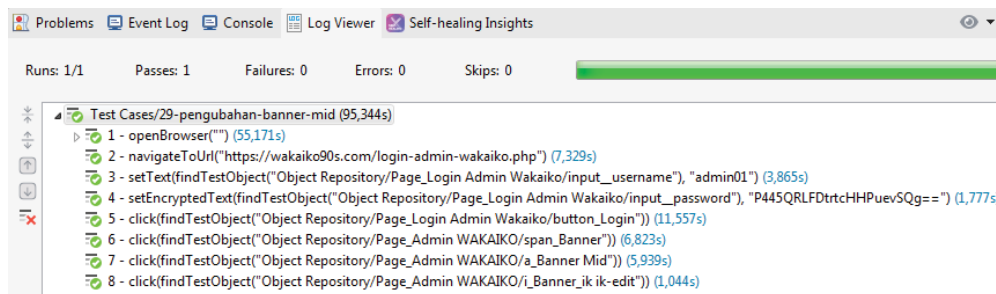 Problems Event Log Console Log Viewer Self-healing Insights
Runs: 1/1 Passes: 1 Failures: 0 Errors: 0 Skips: 0
Test Cases/29-pengubahan-banner-mid (95,344s)
1 - openBrowser("") (55,171s)
2 - navigateToUrl("https://wakaiko90s.com/login-admin-wakaiko.php") (7,329s)
3 - setText(findTestObject("Object Repository/Page_Login Admin Wakaiko/input__username"), "admin01") (3,865s)
4 - setEncryptedText(findTestObject("Object Repository/Page_Login Admin Wakaiko/input__password"), "P445QRLFDtrtcHHPuevSQg==") (1,777s
5 - click(findTestObject("Object Repository/Page_Login Admin Wakaiko/button_Login")) (11,557s)
6 - click(findTestObject("Object Repository/Page_Admin WAKAIKO/span_Banner")) (6,823s)
7 - click(findTestObject("Object Repository/Page_Admin WAKAIKO/a_Banner Mid")) (5,939s)
8 - click(findTestObject("Object Repository/Page_Admin WAKAIKO/i_Banner_ik ik-edit")) (1,044s)